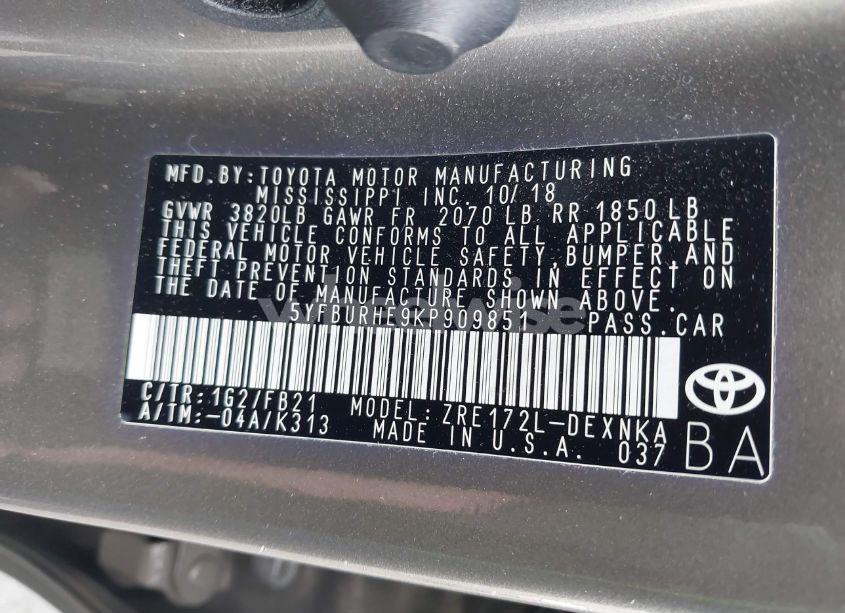 MFD. BY: TOYOTA MOTOR MANUFACTURING
MISSISSIPPI INC. 10/18
GVWR 3820LB GAWR FR 2070 LB RR 1850 LB
THIS VEHICLE CONFORMS TO ALL APPLICABLE
FEDERAL MOTOR VEHICLE SAFETY, BUMPER, AND
THEFT PREVENTION STANDARDS IN EFFECT ON
THE DATE OF MANUFACTURE SHOWN ABOVE.
5YFBURHE9KP909851 PASS. CAR
C/TR: 1G2/FB21 MODEL: ZRE172L-DEXNKA
A/TM: -04A/K313 MADE IN U.S.A. 037
BA